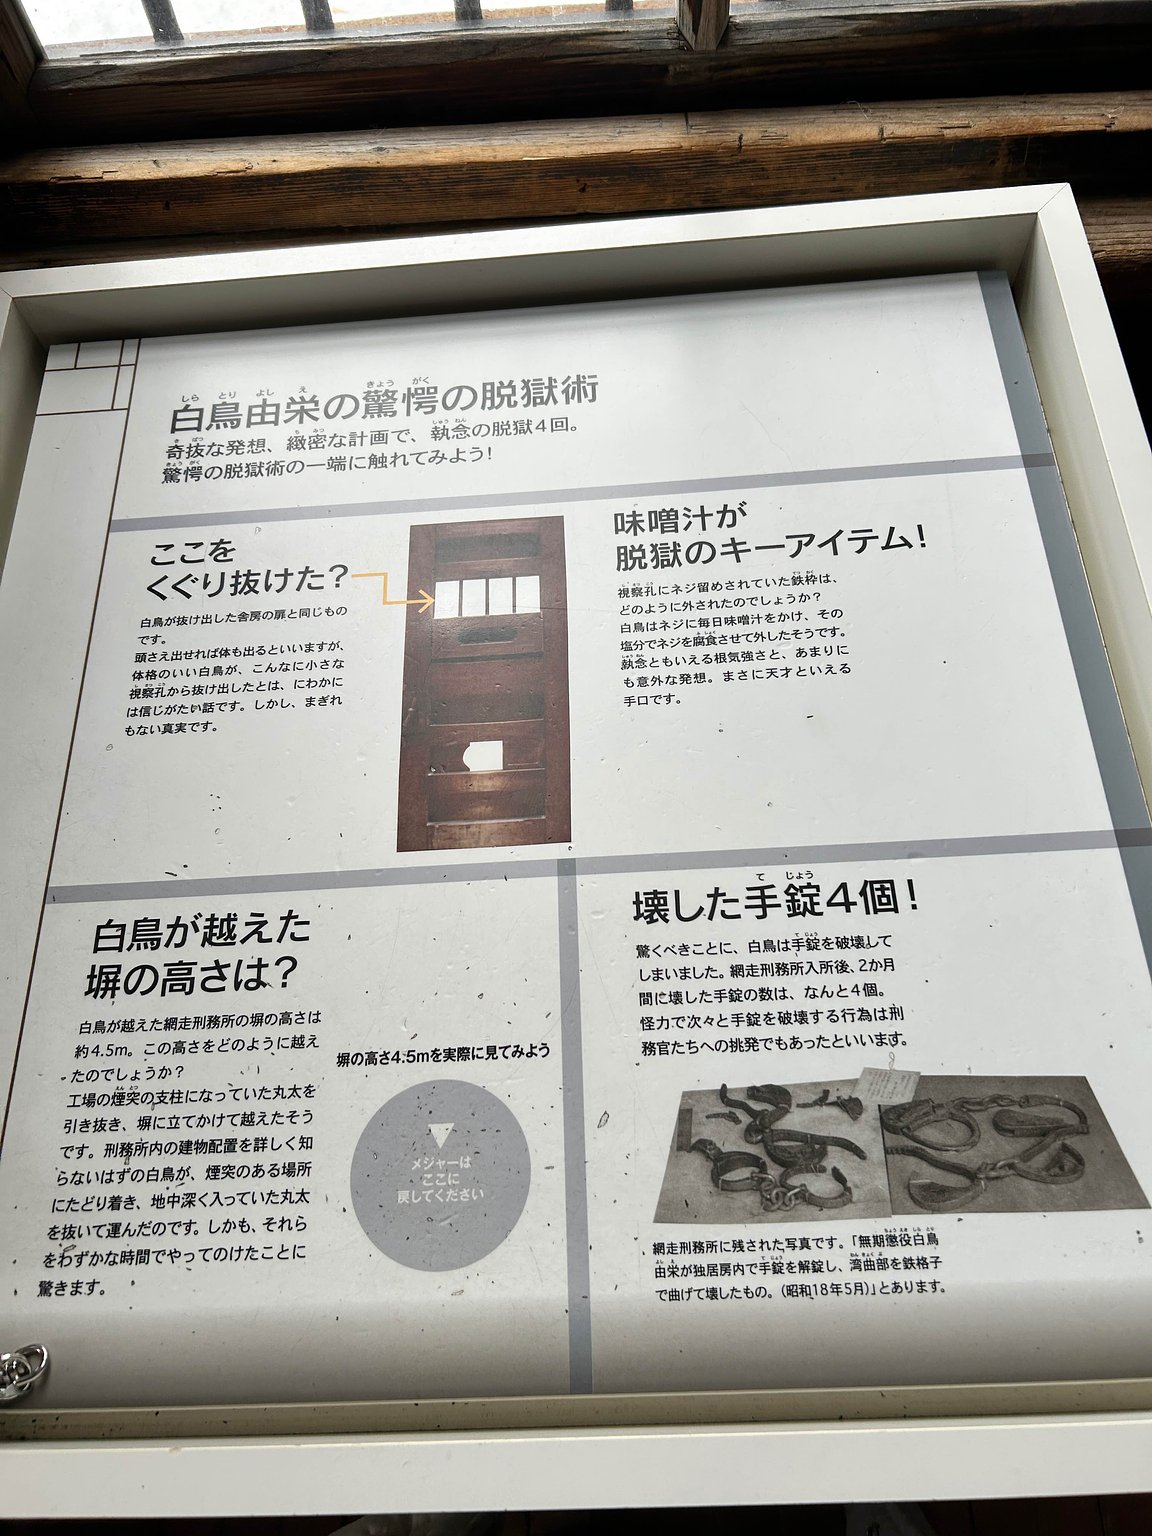 白鳥由栄の驚愕の脱獄術
奇抜な発想、緻密な計画で、執念の脱獄4回。
驚愕の脱獄術の一端に触れてみよう!
ここを
くぐり抜けた?
白鳥が抜け出した舎房の扉と同じもの
です。
頭さえ出せれば体も出るといいますが、
体格のいい白鳥が、こんなに小さな
視察孔から抜け出したとは、にわかに
は信じがたい話です。しかし、まぎれ
もない真実です。
味噌汁が
脱獄のキーアイテム!
視察孔にネジ留めされていた鉄枠は、
どのように外されたのでしょうか?
白鳥はネジに毎日味噌汁をかけ、その
塩分でネジを腐食させて外したそうです。
執念ともいえる根気強さと、あまりに
も意外な発想。まさに天才といえる
手口です。
白鳥が越えた
塀の高さは?
白鳥が越えた網走刑務所の塀の高さは
約4.5m。この高さをどのように越え
たのでしょうか?
工場の煙突の支柱になっていた丸太を
引き抜き、塀に立てかけて越えたそう
です。刑務所内の建物配置を詳しく知
らないはずの白鳥が、煙突のある場所
にたどり着き、地中深く入っていた丸太
を抜いて運んだのです。しかも、それら
をわずかな時間でやってのけたことに
驚きます。
塀の高さ4.5mを実際に見てみよう
メジャーは
ここに
戻してください
壊した手錠4個!
驚くべきことに、白鳥は手錠を破壊して
しまいました。網走刑務所入所後、2か月
間に壊した手錠の数は、なんと4個。
怪力で次々と手錠を破壊する行為は刑
務官たちへの挑発でもあったといいます。
網走刑務所に残された写真です。「無期懲役白鳥
由栄が独居房内で手錠を解錠し、湾曲部を鉄格子
で曲げて壊したもの。(昭和18年5月)」とあります。